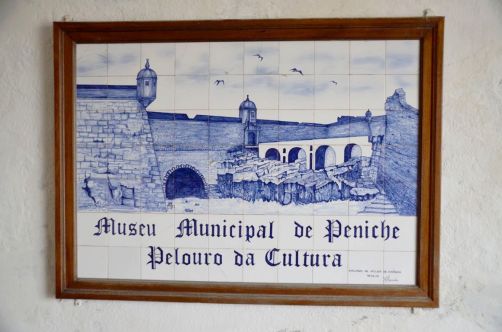 Museu Municipal de Peniche
Pelouro da Cultura